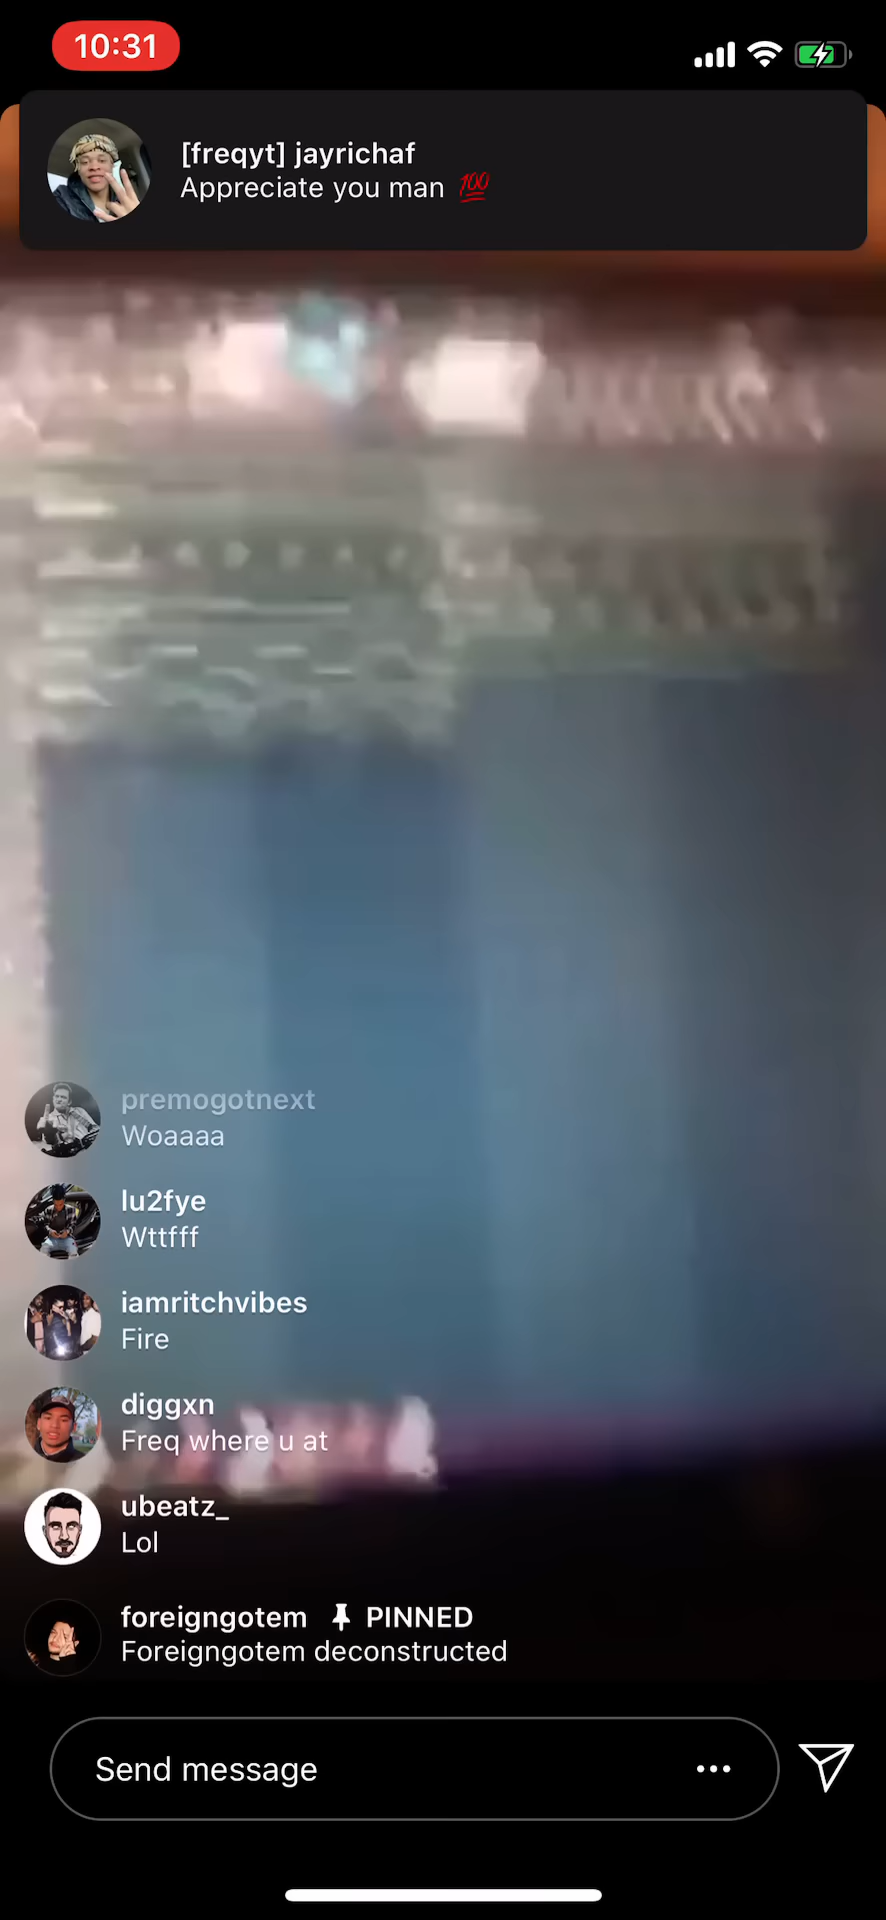 10:31
[freqyt] jayrichaf
Appreciate you man 💯
premogotnext
Woaaaa
lu2fye
Wttfff
iamritchvibes
Fire
diggxn
Freq where u at
ubeatz_
Lol
foreigngotem 📌 PINNED
Foreigngotem deconstructed
Send message